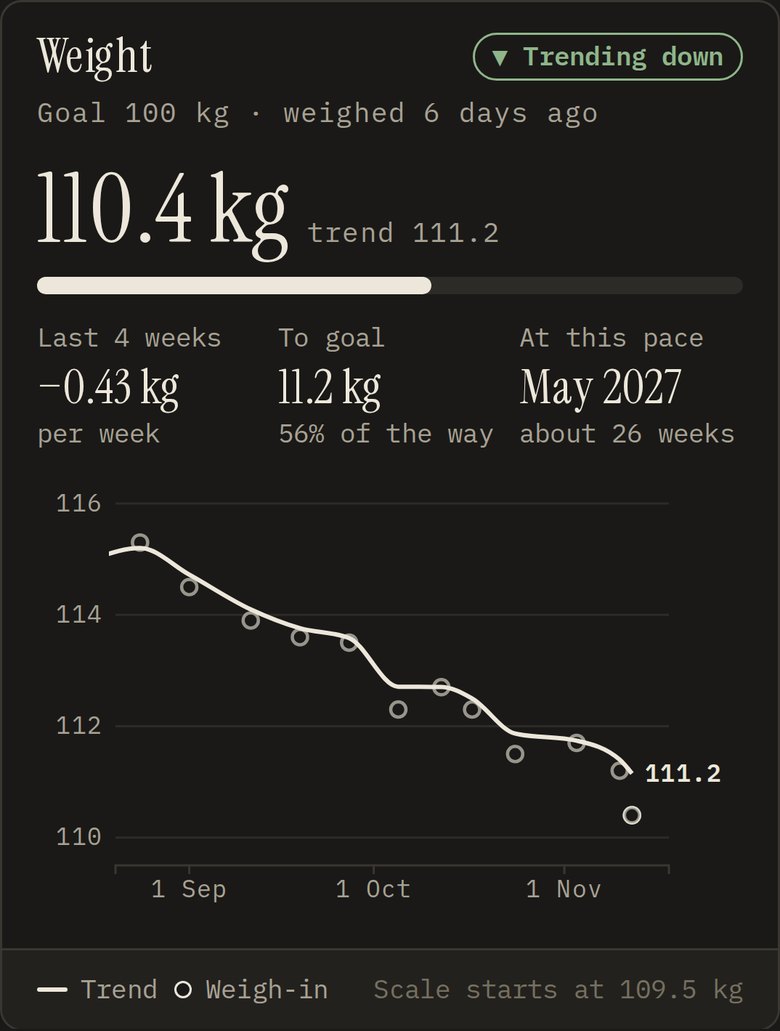 Weight
▼ Trending down
Goal 100 kg · weighed 6 days ago
110.4 kg trend 111.2
Last 4 weeks
−0.43 kg
per week
To goal
11.2 kg
56% of the way
At this pace
May 2027
about 26 weeks
116
114
112
110
111.2
1 Sep
1 Oct
1 Nov
Trend
Weigh-in
Scale starts at 109.5 kg